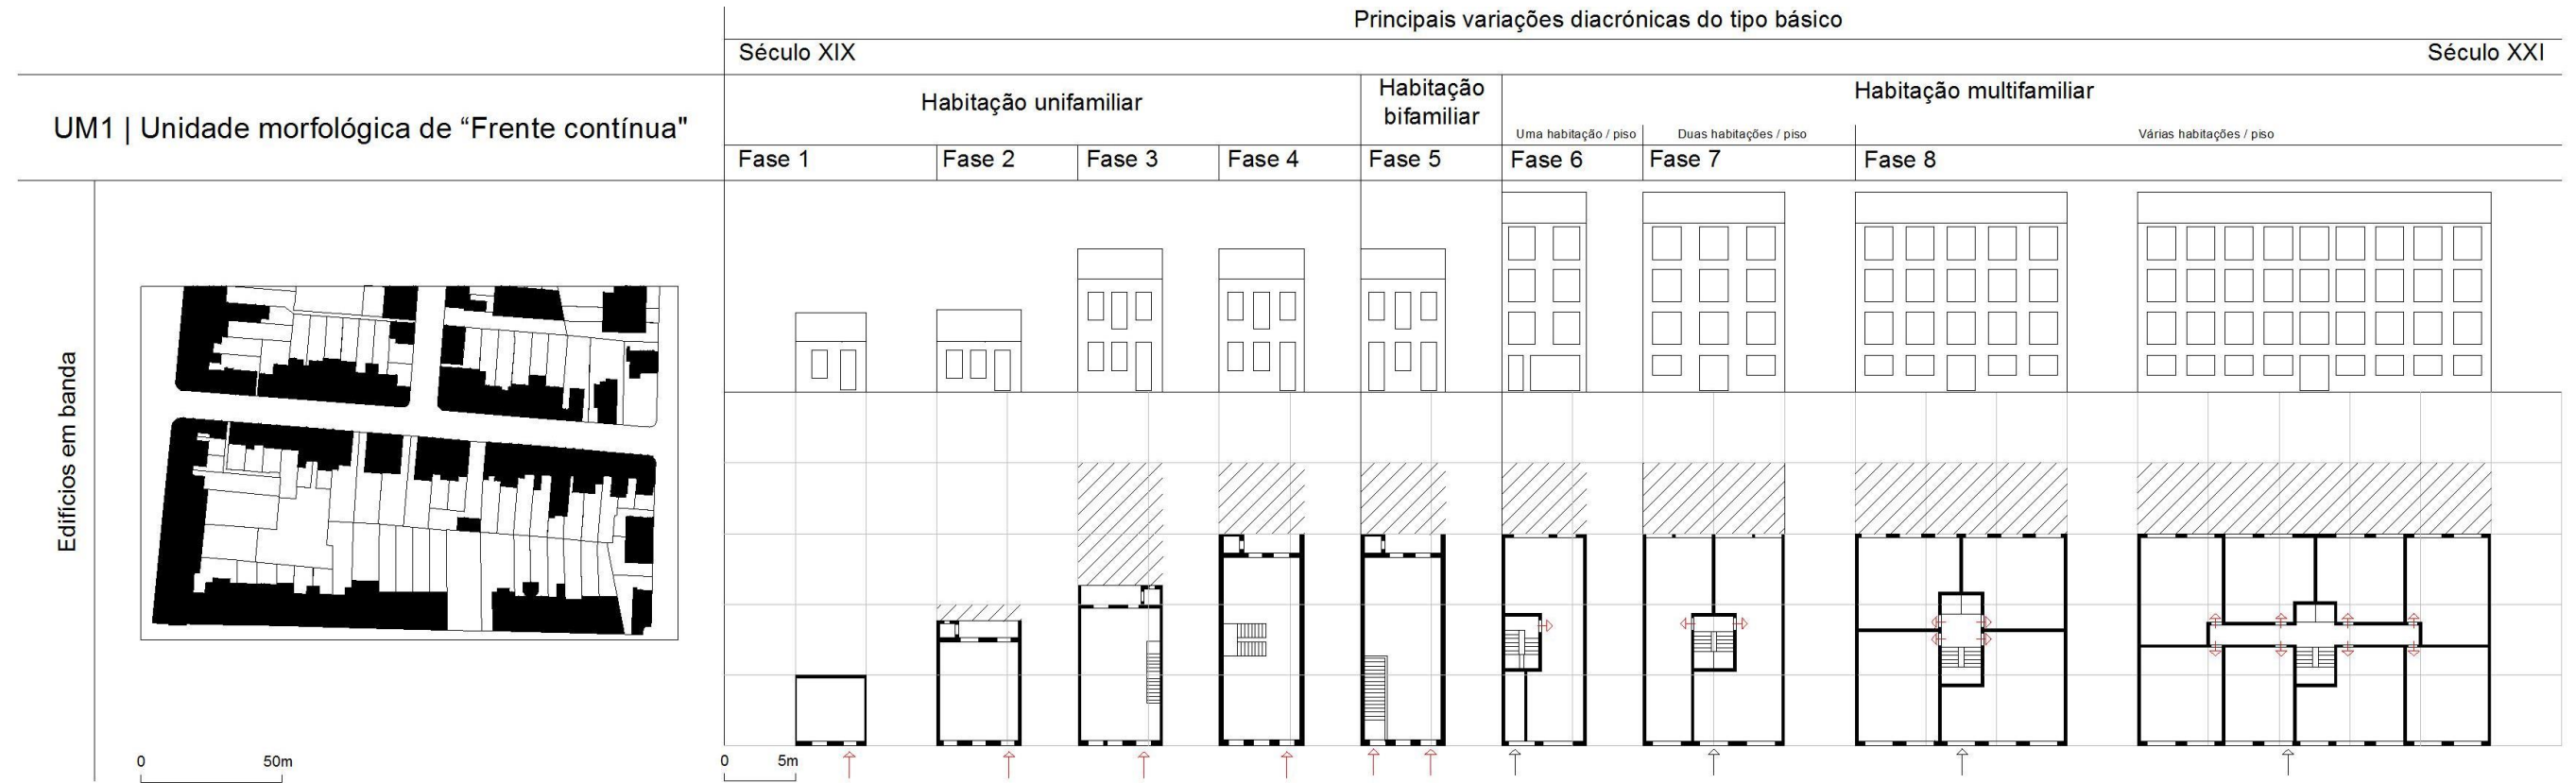 Principais variações diacrónicas do tipo básico
Século XIX
Século XXI
UM1 | Unidade morfológica de “Frente contínua"
Habitação unifamiliar
Habitação
bifamiliar
Habitação multifamiliar
Uma habitação / piso
Duas habitações / piso
Várias habitações / piso
Fase 1
Fase 2
Fase 3
Fase 4
Fase 5
Fase 6
Fase 7
Fase 8
Edifícios em banda
0
50m
0
5m